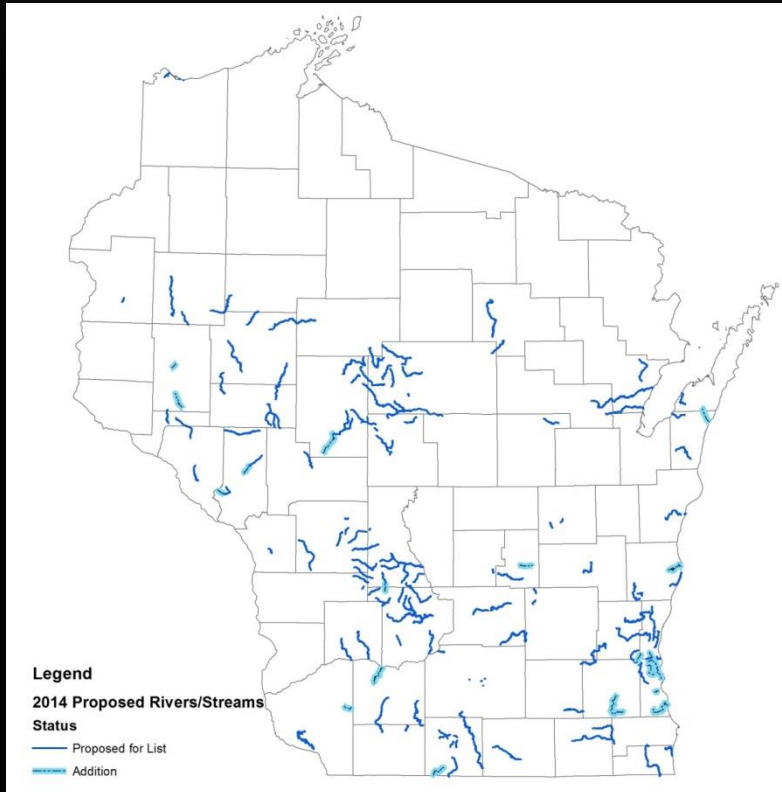 Legend
2014 Proposed Rivers/Streams
Status
Proposed for List
Addition